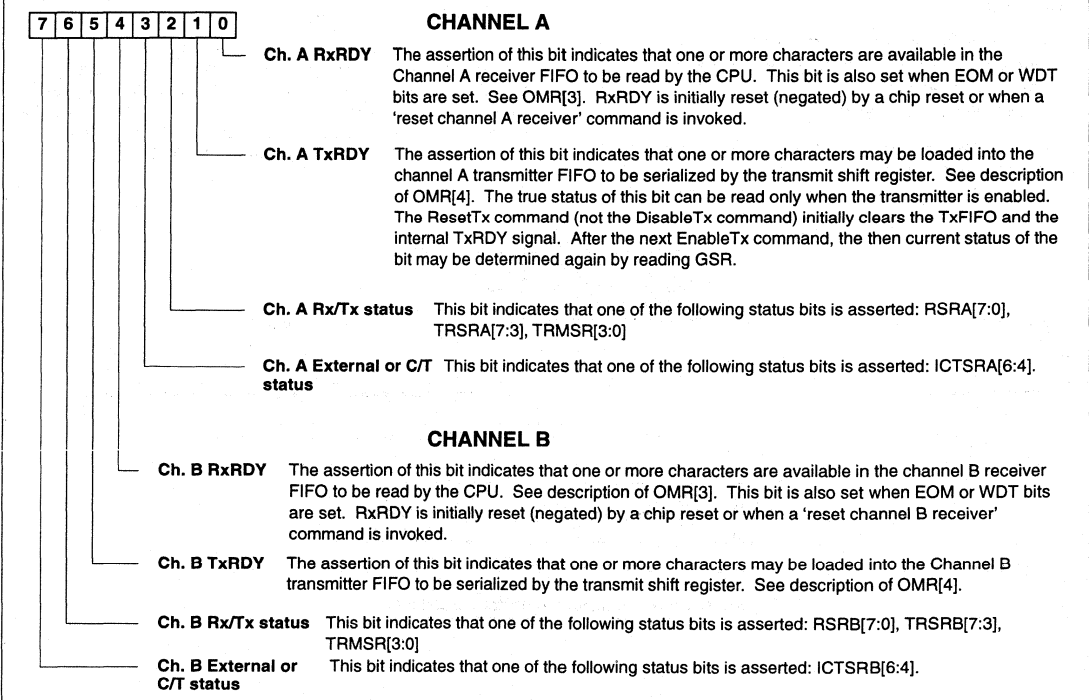 7 6 5 4 3 2 1 0
CHANNEL A
Ch. A RxRDY The assertion of this bit indicates that one or more characters are available in the
Channel A receiver FIFO to be read by the CPU. This bit is also set when EOM or WDT
bits are set. See OMR[3]. RxRDY is initially reset (negated) by a chip reset or when a
‘reset channel A receiver’ command is invoked.
Ch. A TxRDY The assertion of this bit indicates that one or more characters may be loaded into the
channel A transmitter FIFO to be serialized by the transmit shift register. See description
of OMR[4]. The true status of this bit can be read only when the transmitter is enabled.
The ResetTx command (not the DisableTx command) initially clears the TxFIFO and the
internal TxRDY signal. After the next EnableTx command, the then current status of the
bit may be determined again by reading GSR.
Ch. A Rx/Tx status This bit indicates that one of the following status bits is asserted: RSRA[7:0],
TRSRA[7:3], TRMSR[3:0]
Ch. A External or C/T This bit indicates that one of the following status bits is asserted: ICTSRA[6:4].
status
CHANNEL B
Ch. B RxRDY The assertion of this bit indicates that one or more characters are available in the channel B receiver
FIFO to be read by the CPU. See description of OMR[3]. This bit is also set when EOM or WDT bits
are set. RxRDY is initially reset (negated) by a chip reset or when a ‘reset channel B receiver’
command is invoked.
Ch. B TxRDY The assertion of this bit indicates that one or more characters may be loaded into the Channel B
transmitter FIFO to be serialized by the transmit shift register. See description of OMR[4].
Ch. B Rx/Tx status This bit indicates that one of the following status bits is asserted: RSRB[7:0], TRSRB[7:3],
TRMSR[3:0]
Ch. B External or This bit indicates that one of the following status bits is asserted: ICTSRB[6:4].
C/T status